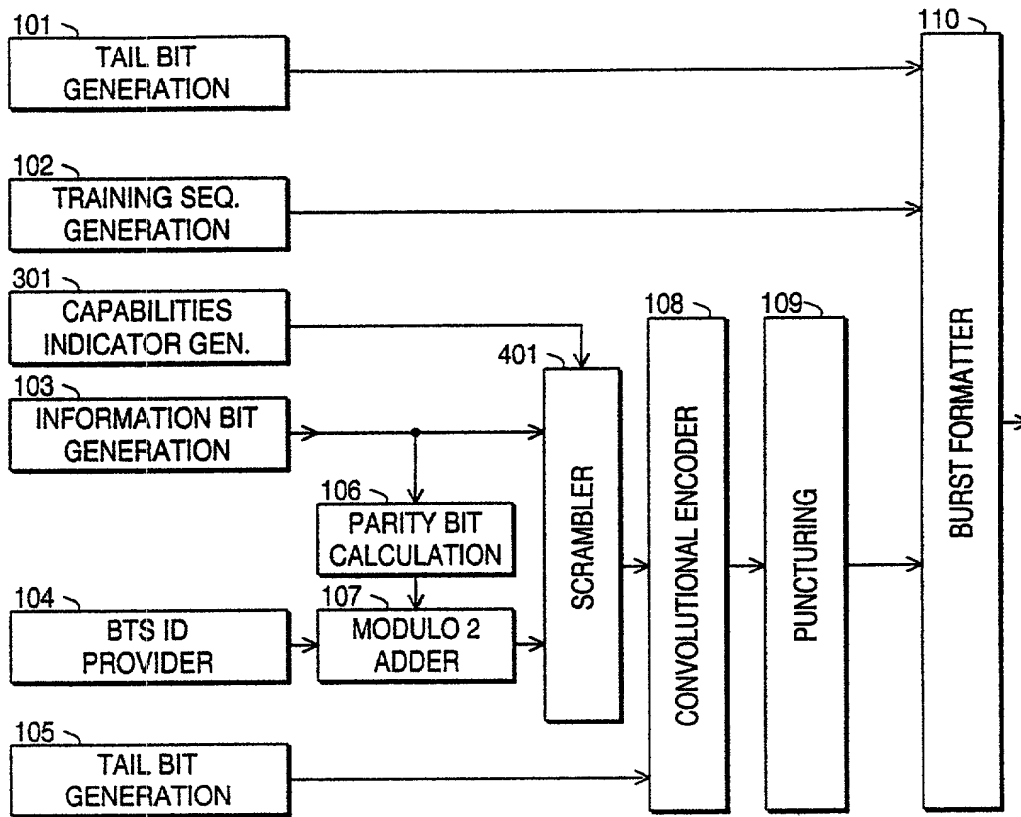 101
TAIL BIT
GENERATION
110
102
TRAINING SEQ.
GENERATION
301
CAPABILITIES
INDICATOR GEN.
103
INFORMATION BIT
GENERATION
106
PARITY BIT
CALCULATION
104
BTS ID
PROVIDER
107
MODULO 2
ADDER
105
TAIL BIT
GENERATION
401
SCRAMBLER
108
CONVOLUTIONAL ENCODER
109
PUNCTURING
BURST FORMATTER